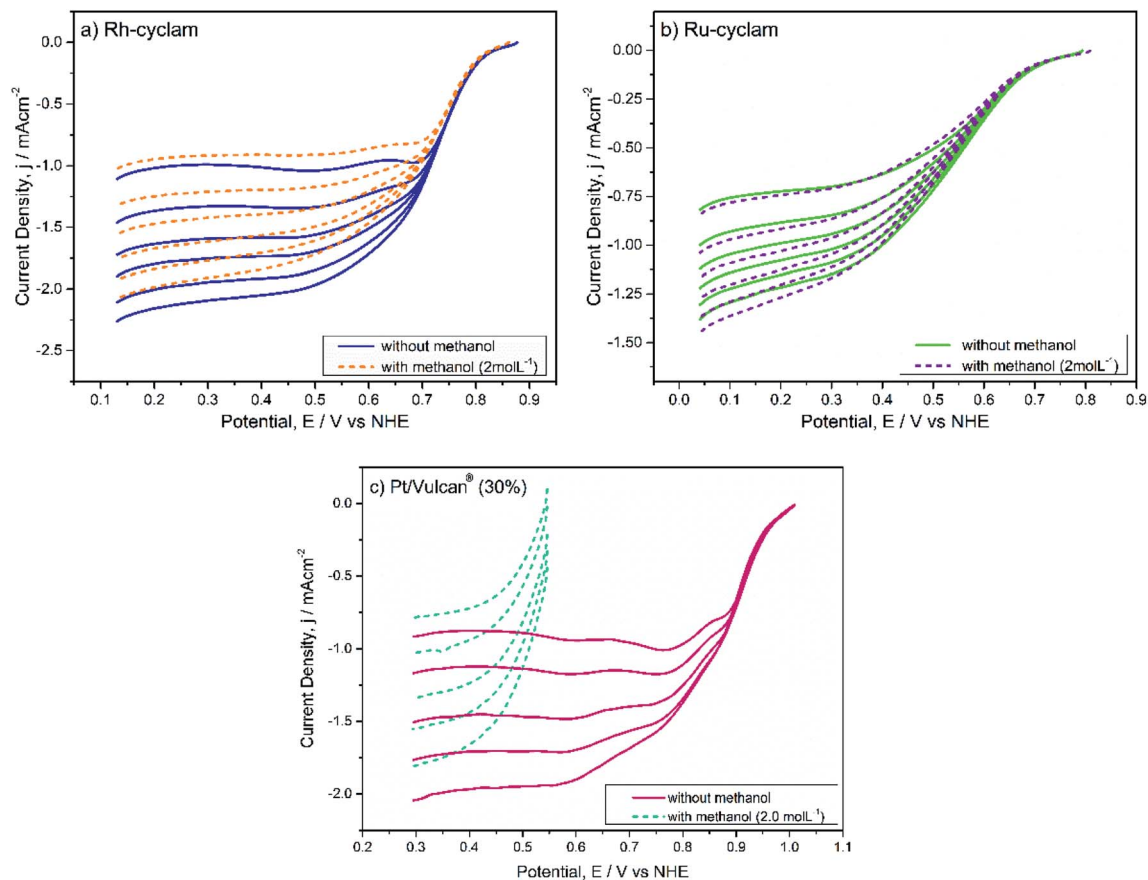 a) Rh-cyclam
0.0
-0.5
-1.0
-1.5
-2.0
-2.5
Current Density, j / mAcm⁻²
without methanol
with methanol (2molL⁻¹)
0.1 0.2 0.3 0.4 0.5 0.6 0.7 0.8 0.9
Potential, E / V vs NHE
b) Ru-cyclam
0.00
-0.25
-0.50
-0.75
-1.00
-1.25
-1.50
Current Density, j / mAcm⁻²
without methanol
with methanol (2molL⁻¹)
0.0 0.1 0.2 0.3 0.4 0.5 0.6 0.7 0.8 0.9
Potential, E / V vs NHE
c) Pt/Vulcan® (30%)
0.0
-0.5
-1.0
-1.5
-2.0
Current Density, j / mAcm⁻²
without methanol
with methanol (2.0 molL⁻¹)
0.2 0.3 0.4 0.5 0.6 0.7 0.8 0.9 1.0 1.1
Potential, E / V vs NHE